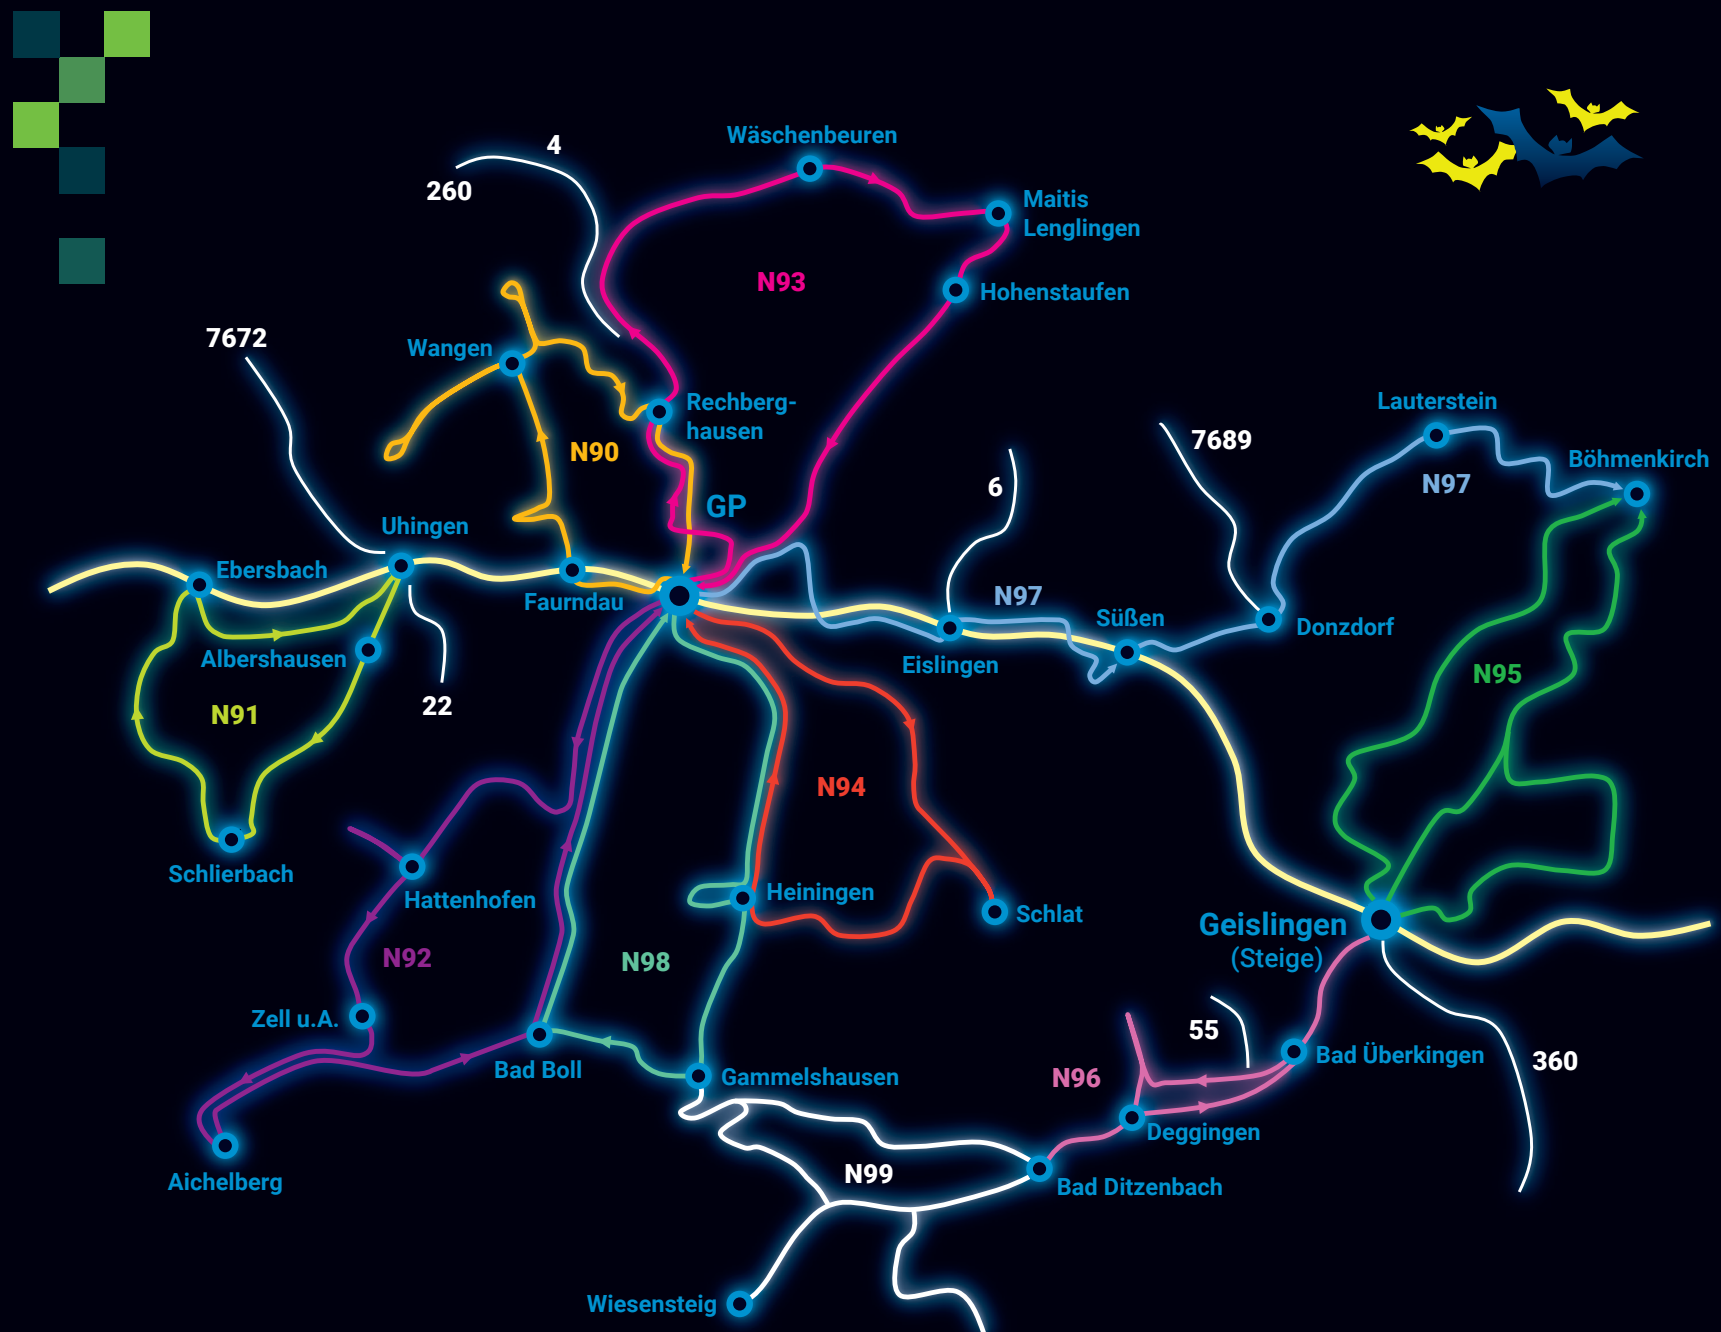 4
Wäschenbeuren
260
Maitis
Lenglingen
N93
Hohenstaufen
7672
Wangen
Rechberg-
hausen
Lauterstein
7689
N90
Böhmenkirch
6
N97
GP
Uhingen
Ebersbach
Faurndau
N97
Süßen
Donzdorf
Albershausen
Eislingen
N95
22
N91
N94
Schlierbach
Hattenhofen
Heiningen
Schlat
Geislingen
(Steige)
N92
N98
Zell u.A.
55
Bad Überkingen
360
Bad Boll
Gammelshausen
N96
Deggingen
Aichelberg
N99
Bad Ditzenbach
Wiesensteig